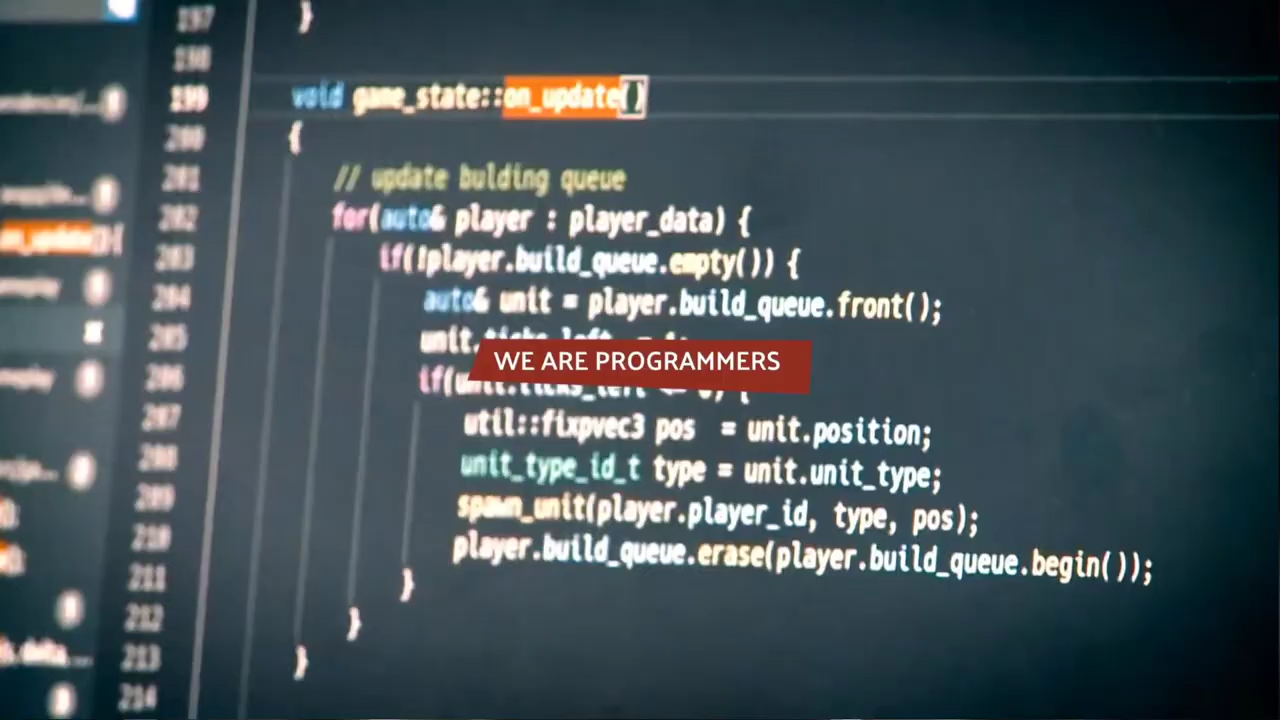 197 }
198
199 void game_state::on_update()
200 {
201 // update bulding queue
202 for(auto& player : player_data) {
203 if(!player.build_queue.empty()) {
204 auto& unit = player.build_queue.front();
205 unit.ticks_left
WE ARE PROGRAMMERS
206 if(unit.ticks_left
207 util::fixpvec3 pos = unit.position;
208 unit_type_id_t type = unit.unit_type;
209 spawn_unit(player.player_id, type, pos);
210 player.build_queue.erase(player.build_queue.begin());
211 }
212 }
213 }
214